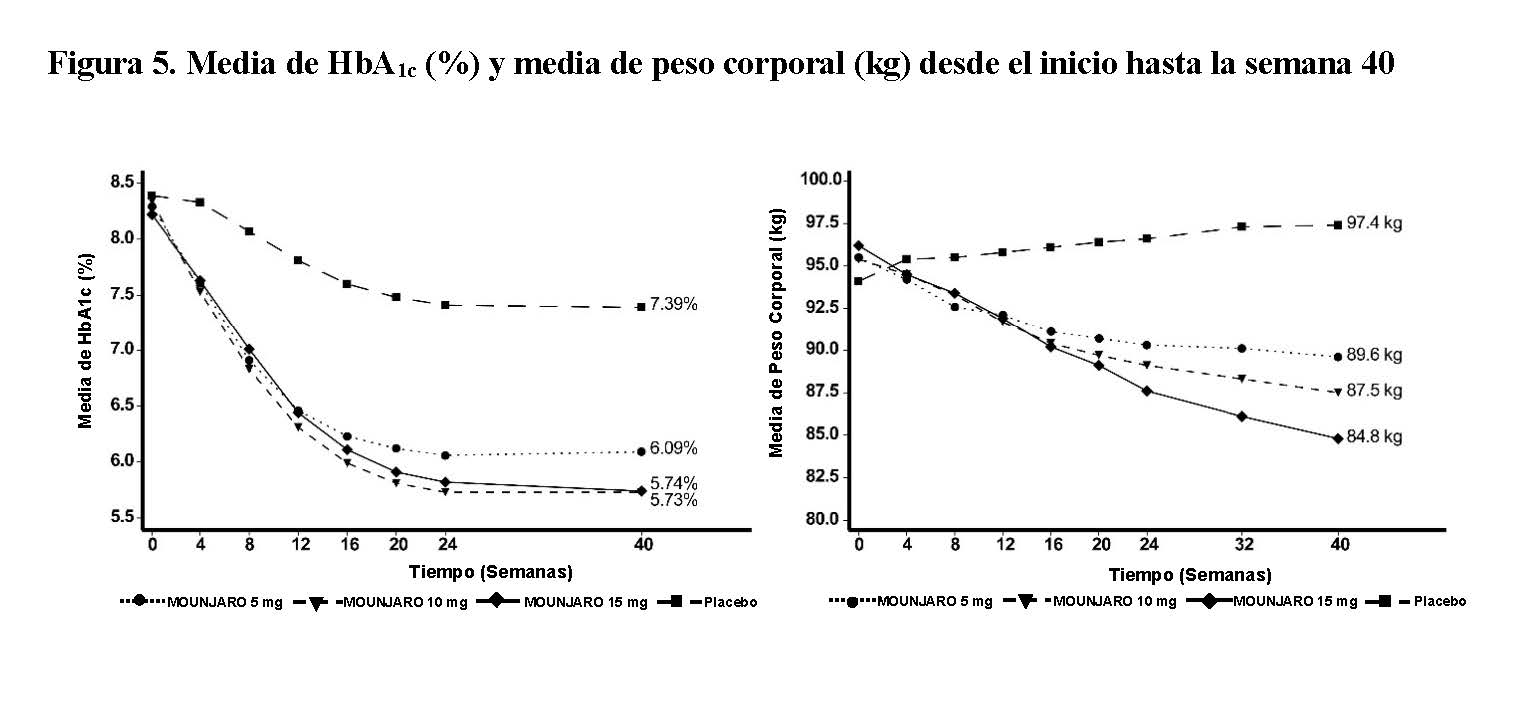 Figura 5. Media de HbA1c (%) y media de peso corporal (kg) desde el inicio hasta la semana 40
Media de HbA1c (%)
8.5
8.0
7.5
7.0
6.5
6.0
5.5
7.39%
6.09%
5.74%
5.73%
0 4 8 12 16 20 24 40
Tiempo (Semanas)
MOUNJARO 5 mg MOUNJARO 10 mg MOUNJARO 15 mg Placebo
Media de Peso Corporal (kg)
100.0
97.5
95.0
92.5
90.0
87.5
85.0
82.5
80.0
97.4 kg
89.6 kg
87.5 kg
84.8 kg
0 4 8 12 16 20 24 32 40
Tiempo (Semanas)
MOUNJARO 5 mg MOUNJARO 10 mg MOUNJARO 15 mg Placebo